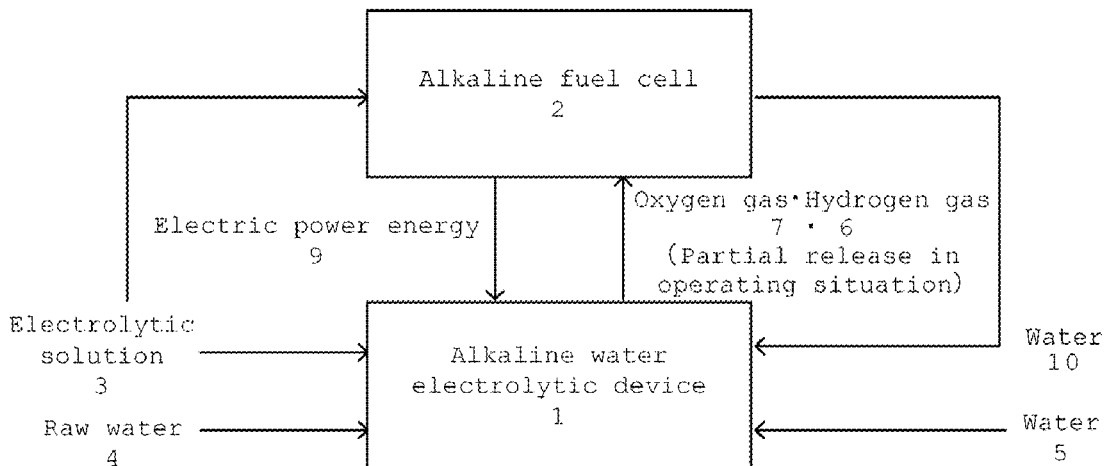 Alkaline fuel cell
2
Oxygen gas·Hydrogen gas
7 · 6
(Partial release in
operating situation)
Electric power energy
9
Electrolytic
solution
3
Alkaline water
electrolytic device
1
Water
10
Raw water
4
Water
5